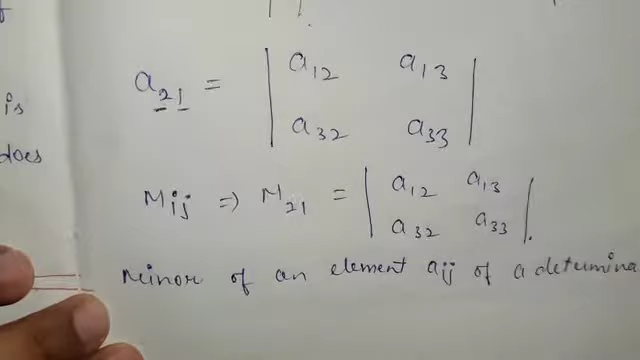 is
does
a21 = | a12 a13 |
| a32 a33 |
Mij => M21 = | a12 a13 |
| a32 a33 |.
Minor of an element aij of a determina